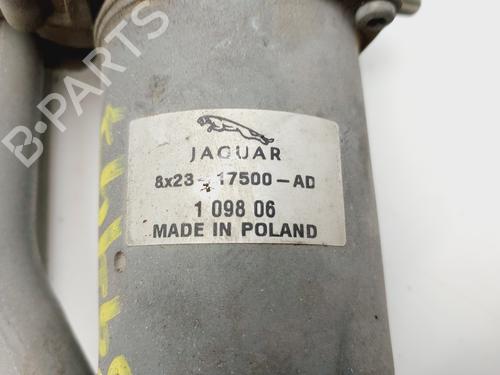 B-PARTS
JAGUAR
8x23-17500-AD
1 098 06
MADE IN POLAND